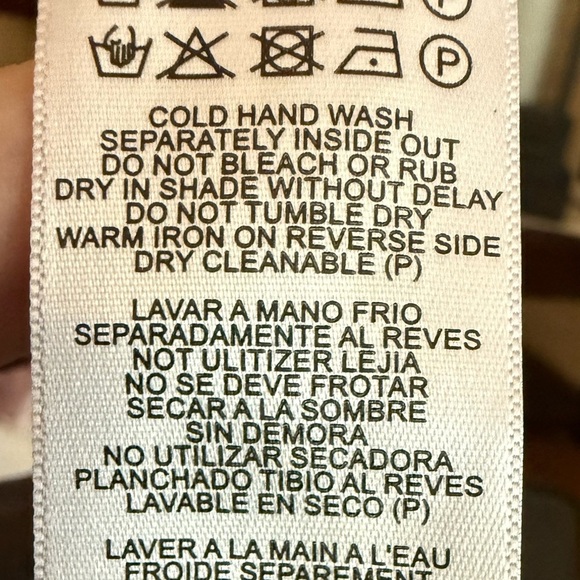 P
COLD HAND WASH
SEPARATELY INSIDE OUT
DO NOT BLEACH OR RUB
DRY IN SHADE WITHOUT DELAY
DO NOT TUMBLE DRY
WARM IRON ON REVERSE SIDE
DRY CLEANABLE (P)
LAVAR A MANO FRIO
SEPARADAMENTE AL REVES
NOT ULITIZER LEJIA
NO SE DEVE FROTAR
SECAR A LA SOMBRE
SIN DEMORA
NO UTILIZAR SECADORA
PLANCHADO TIBIO AL REVES
LAVABLE EN SECO (P)
LAVER A LA MAIN A L'EAU
FROIDE SEPAREMENT